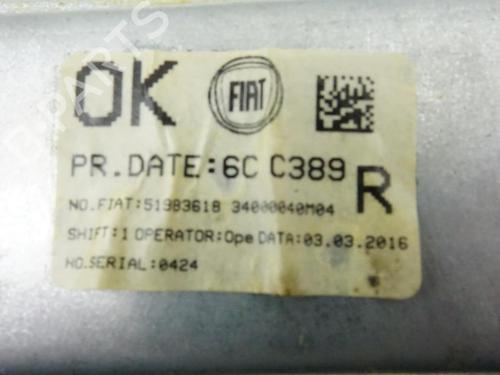 OK FIAT
PR.DATE:6C C389
R
NO.FIAT:51983618 34000040M04
SHIFT:1 OPERATOR:Ope DATA:03.03.2016
NO.SERIAL:0424